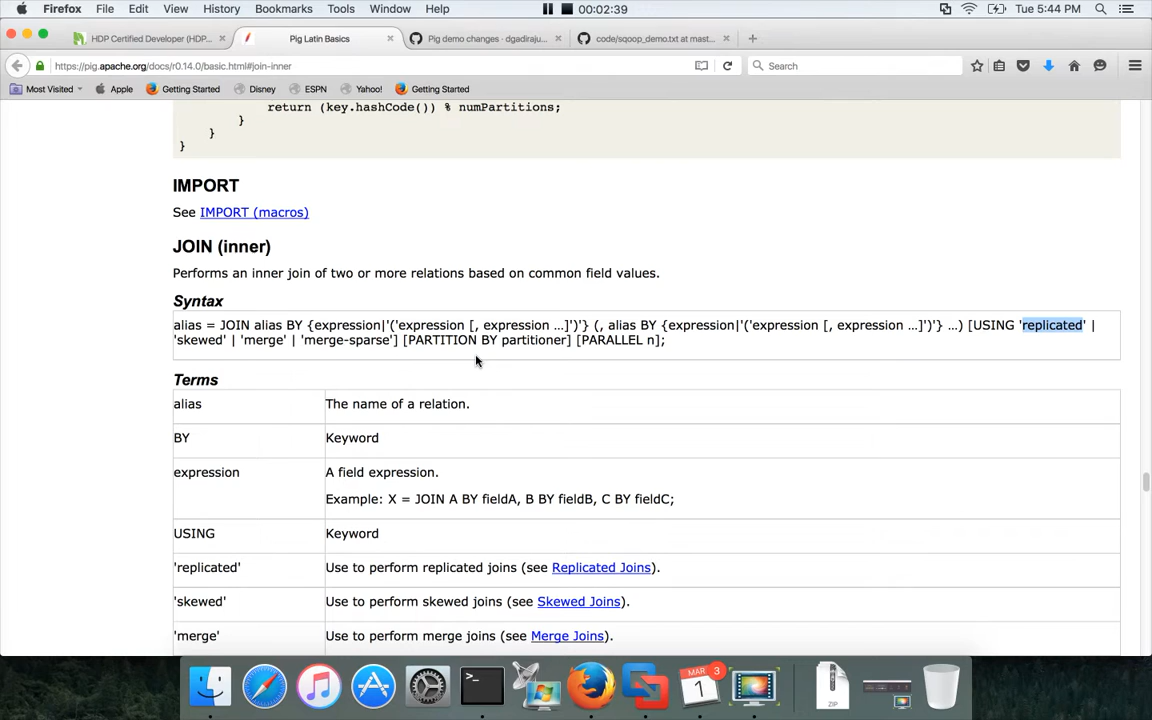 Firefox File Edit View History Bookmarks Tools Window Help 00:02:39 Tue 5:44 PM
HDP Certified Developer (HDP... Pig Latin Basics Pig demo changes · dgadiraju... code/sqoop_demo.txt at mast...
https://pig.apache.org/docs/r0.14.0/basic.html#join-inner Search
Most Visited Apple Getting Started Disney ESPN Yahoo! Getting Started
return (key.hashCode()) % numPartitions;
}
}
}
IMPORT
See IMPORT (macros)
JOIN (inner)
Performs an inner join of two or more relations based on common field values.
Syntax
alias = JOIN alias BY {expression|'('expression [, expression …]')'} (, alias BY {expression|'('expression [, expression …]')'} …) [USING 'replicated' |
'skewed' | 'merge' | 'merge-sparse'] [PARTITION BY partitioner] [PARALLEL n];
Terms
alias The name of a relation.
BY Keyword
expression A field expression.
Example: X = JOIN A BY fieldA, B BY fieldB, C BY fieldC;
USING Keyword
'replicated' Use to perform replicated joins (see Replicated Joins).
'skewed' Use to perform skewed joins (see Skewed Joins).
'merge' Use to perform merge joins (see Merge Joins).
>_
MAR 3
1
ZIP